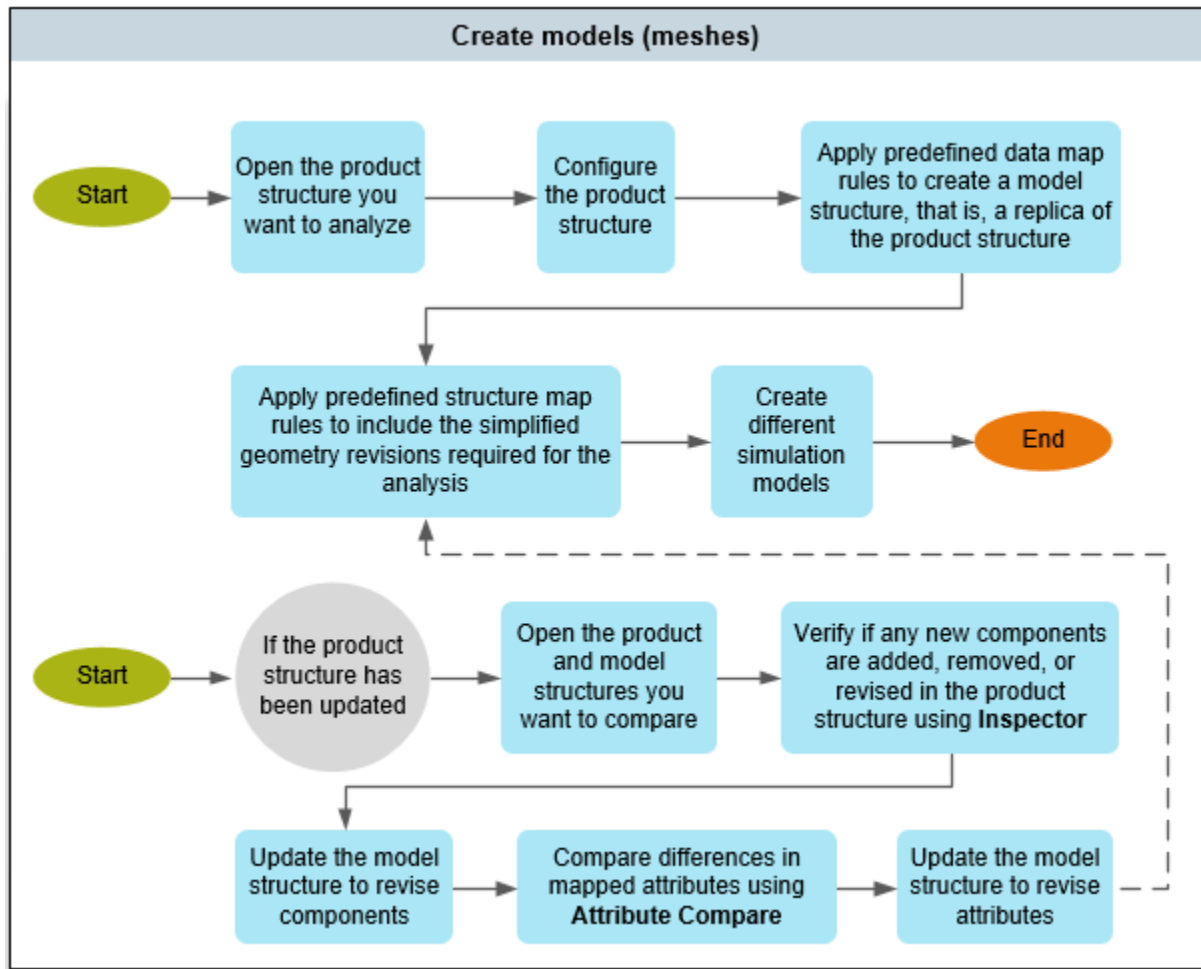 Create models (meshes)
Start
Open the product
structure you
want to analyze
Configure
the product
structure
Apply predefined data map
rules to create a model
structure, that is, a replica of
the product structure
Apply predefined structure map
rules to include the simplified
geometry revisions required for the
analysis
Create
different
simulation
models
End
Start
If the product
structure has
been updated
Open the product
and model
structures you
want to compare
Verify if any new components
are added, removed, or
revised in the product
structure using Inspector
Update the model
structure to revise
components
Compare differences in
mapped attributes using
Attribute Compare
Update the model
structure to revise
attributes